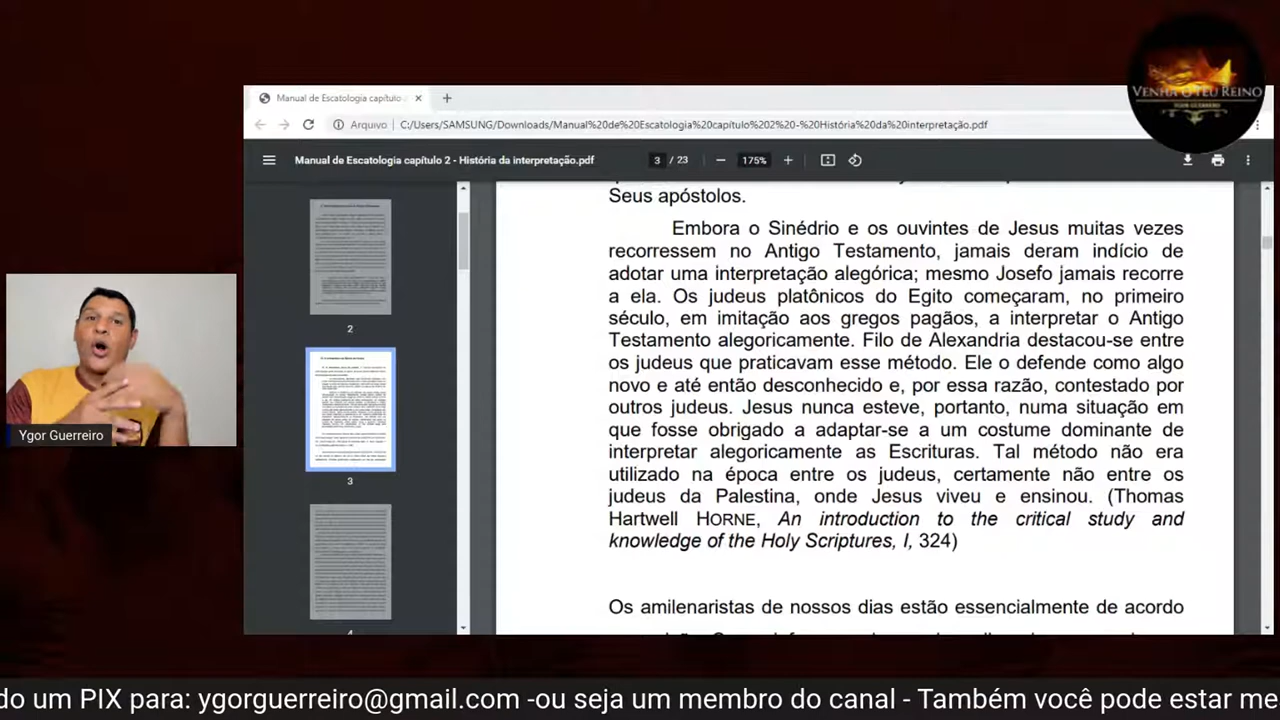 VENHA O TEU REINO
YGOR GUERREIRO
Manual de Escatologia capítulo
Arquivo
C:/Users/SAMSUNG/Downloads/Manual%20de%20Escatologia%20capítulo%202%20-%20História%20da%20interpretação.pdf
Manual de Escatologia capítulo 2 - História da interpretação.pdf
3 / 23
175%
2
3
4
Seus apóstolos.
Embora o Sinédrio e os ouvintes de Jesus muitas vezes
recorressem no Antigo Testamento, jamais deram indício de
adotar uma interpretação alegórica; mesmo Josefo jamais recorre
a ela. Os judeus platônicos do Egito começaram, no primeiro
século, em imitação aos gregos pagãos, a interpretar o Antigo
Testamento alegoricamente. Filo de Alexandria destacou-se entre
os judeus que praticavam esse método. Ele o defende como algo
novo e até então desconhecido e, por essa razão, contestado por
outros judeus. Jesus nunca esteve, portanto, numa situação em
que fosse obrigado a adaptar-se a um costume dominante de
interpretar alegoricamente as Escrituras. Tal método não era
utilizado na época entre os judeus, certamente não entre os
judeus da Palestina, onde Jesus viveu e ensinou. (Thomas
Hartwell HORNE, An introduction to the critical study and
knowledge of the Holy Scriptures, I, 324)
Os amilenaristas de nossos dias estão essencialmente de acordo
Ygor Guerreiro
do um PIX para: ygorguerreiro@gmail.com -ou seja um membro do canal - Também você pode estar me